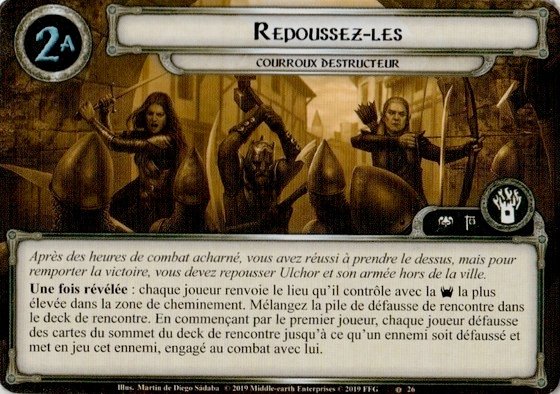 2A
REPOUSSEZ-LES
COURROUX DESTRUCTEUR
Après des heures de combat acharné, vous avez réussi à prendre le dessus, mais pour
remporter la victoire, vous devez repousser Ulchor et son armée hors de la ville.
Une fois révélée : chaque joueur renvoie le lieu qu'il contrôle avec la la plus
élevée dans la zone de cheminement. Mélangez la pile de défausse de rencontre dans
le deck de rencontre. En commençant par le premier joueur, chaque joueur défausse
des cartes du sommet du deck de rencontre jusqu'à ce qu'un ennemi soit défaussé et
met en jeu cet ennemi, engagé au combat avec lui.
Illus. Martin de Diego Sádaba © 2019 Middle-earth Enterprises © 2019 FFG 26